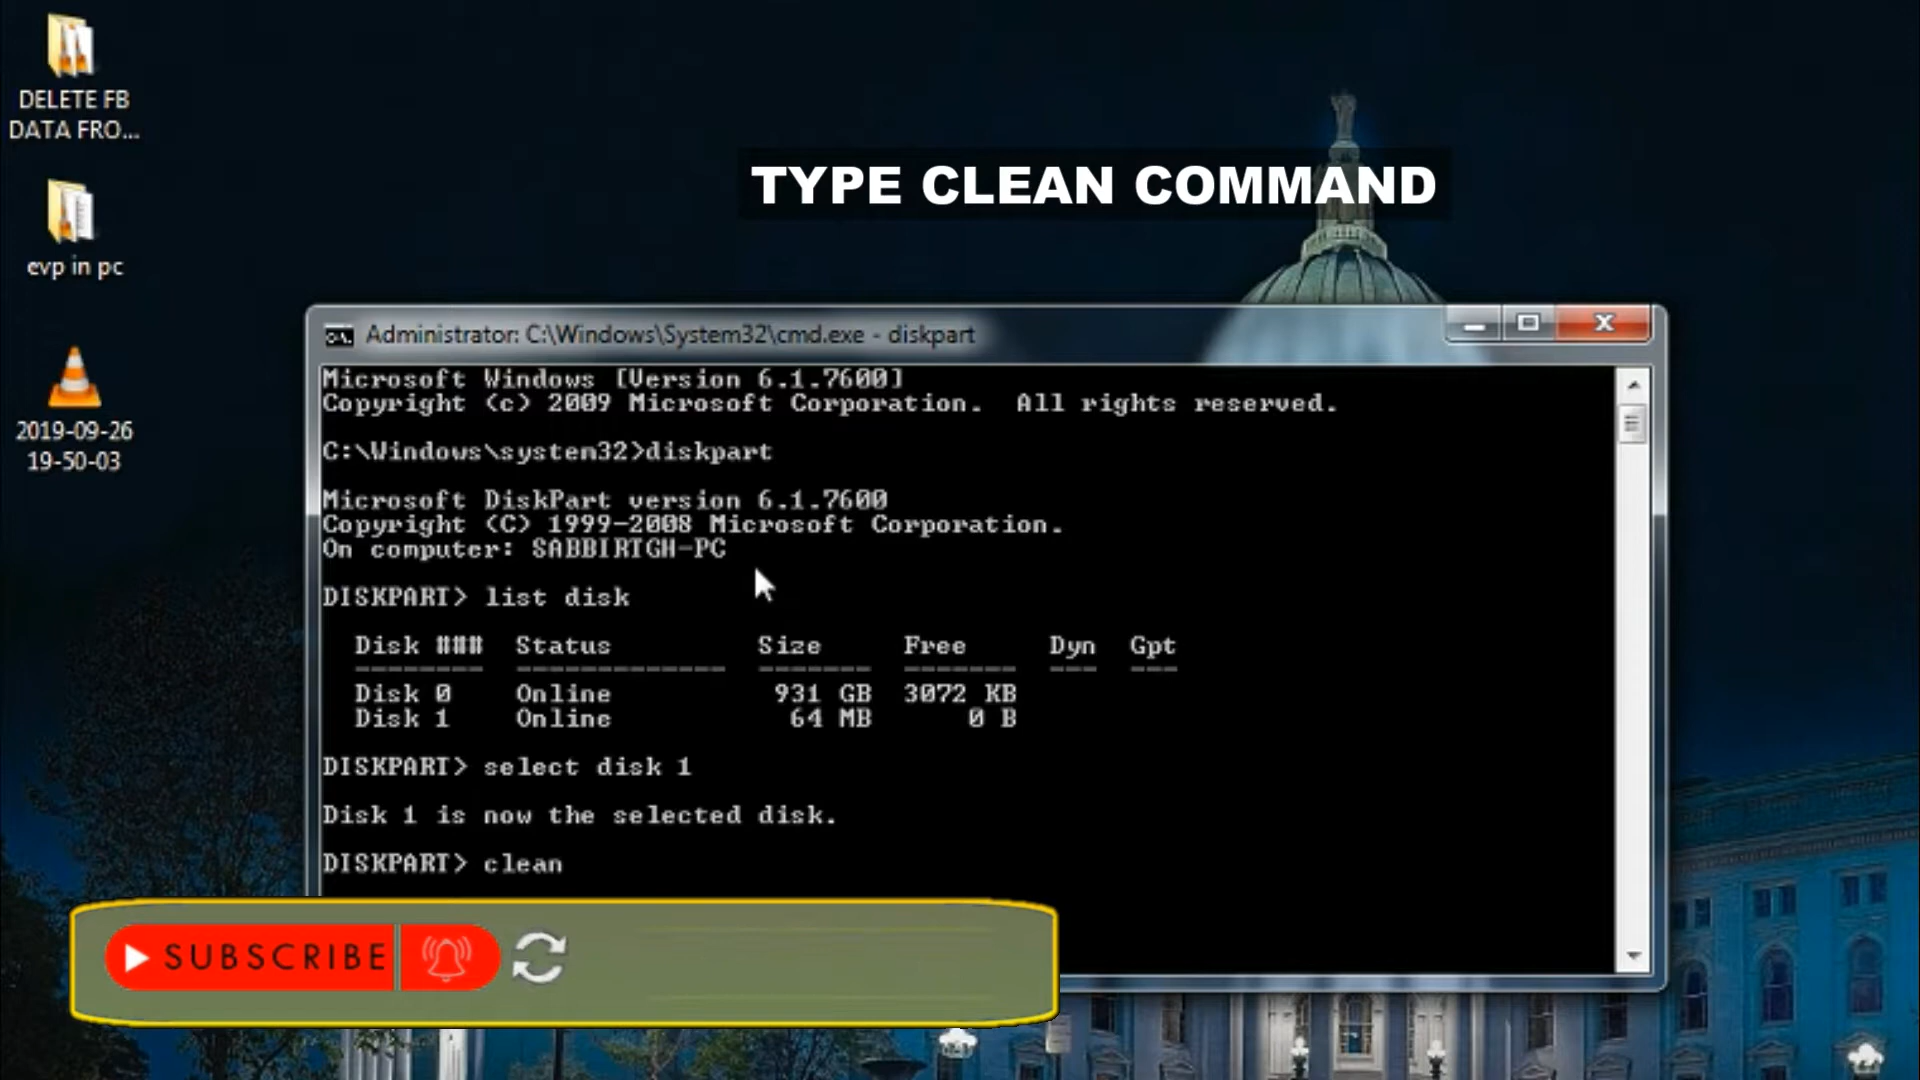 DELETE FB
DATA FRO...
evp in pc
2019-09-26
19-50-03
TYPE CLEAN COMMAND
Administrator: C:\Windows\System32\cmd.exe - diskpart
Microsoft Windows [Version 6.1.7600]
Copyright (c) 2009 Microsoft Corporation.  All rights reserved.
C:\Windows\system32>diskpart
Microsoft DiskPart version 6.1.7600
Copyright (C) 1999-2008 Microsoft Corporation.
On computer: SABBIRTGH-PC
DISKPART> list disk
Disk ###  Status         Size     Free     Dyn  Gpt
--------  -------------  -------  -------  ---  ---
Disk 0    Online          931 GB  3072 KB
Disk 1    Online           64 MB      0 B
DISKPART> select disk 1
Disk 1 is now the selected disk.
DISKPART> clean
SUBSCRIBE